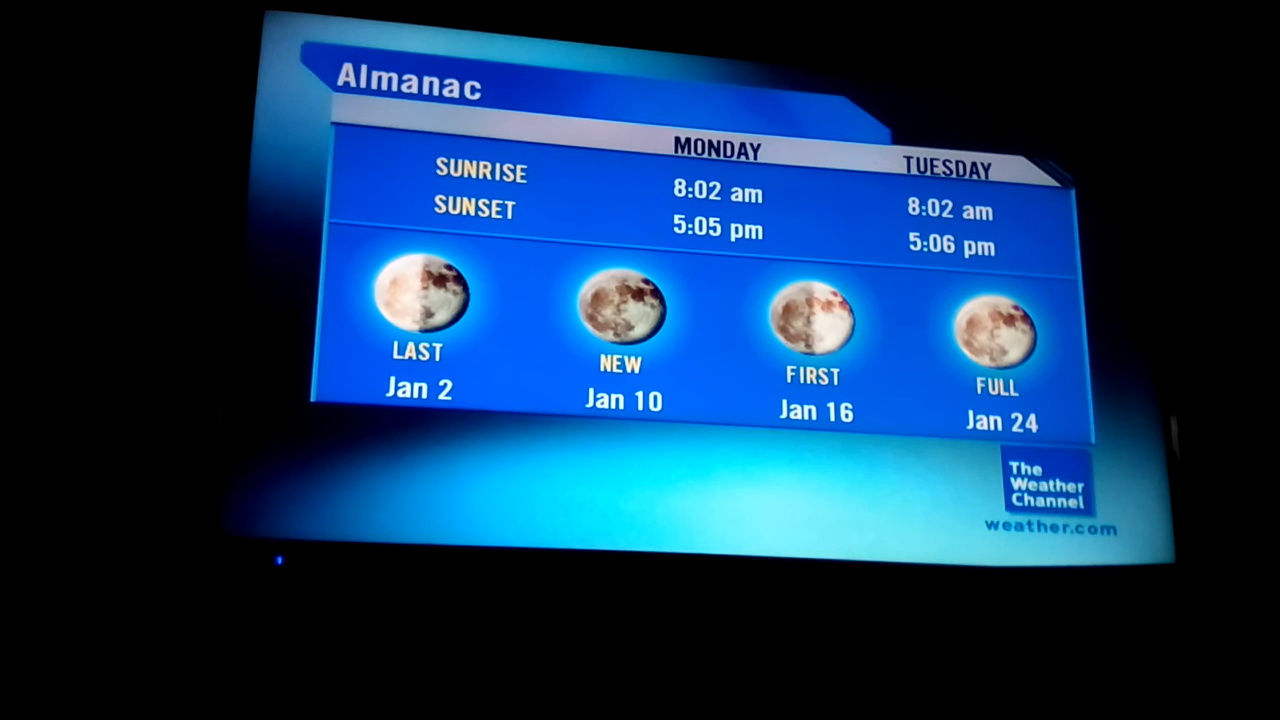 Almanac
MONDAY TUESDAY
SUNRISE 8:02 am 8:02 am
SUNSET 5:05 pm 5:06 pm
LAST NEW FIRST FULL
Jan 2 Jan 10 Jan 16 Jan 24
The
Weather
Channel
weather.com